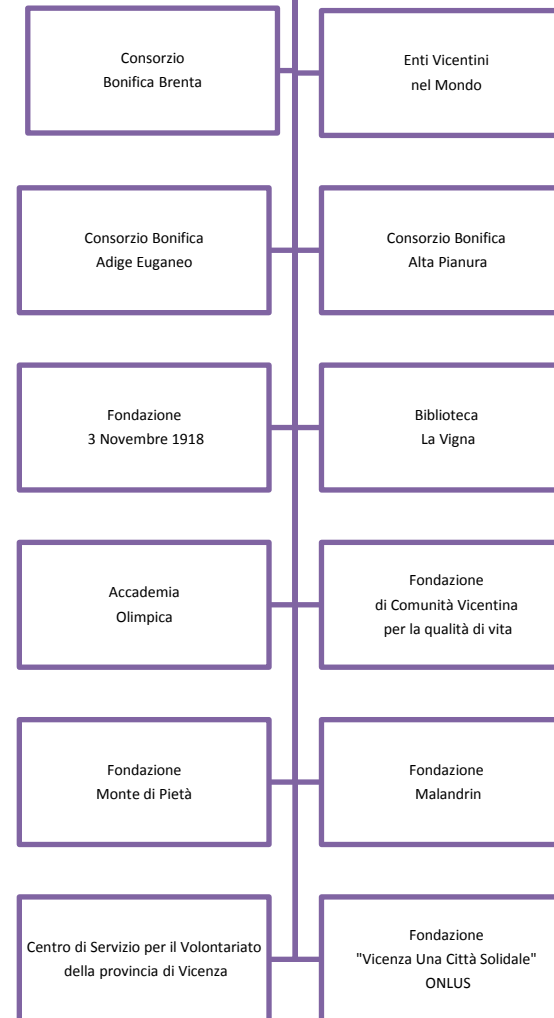 Consorzio
Bonifica Brenta
Enti Vicentini
nel Mondo
Consorzio Bonifica
Adige Euganeo
Consorzio Bonifica
Alta Pianura
Fondazione
3 Novembre 1918
Biblioteca
La Vigna
Accademia
Olimpica
Fondazione
di Comunità Vicentina
per la qualità di vita
Fondazione
Monte di Pietà
Fondazione
Malandrin
Centro di Servizio per il Volontariato
della provincia di Vicenza
Fondazione
"Vicenza Una Città Solidale"
ONLUS